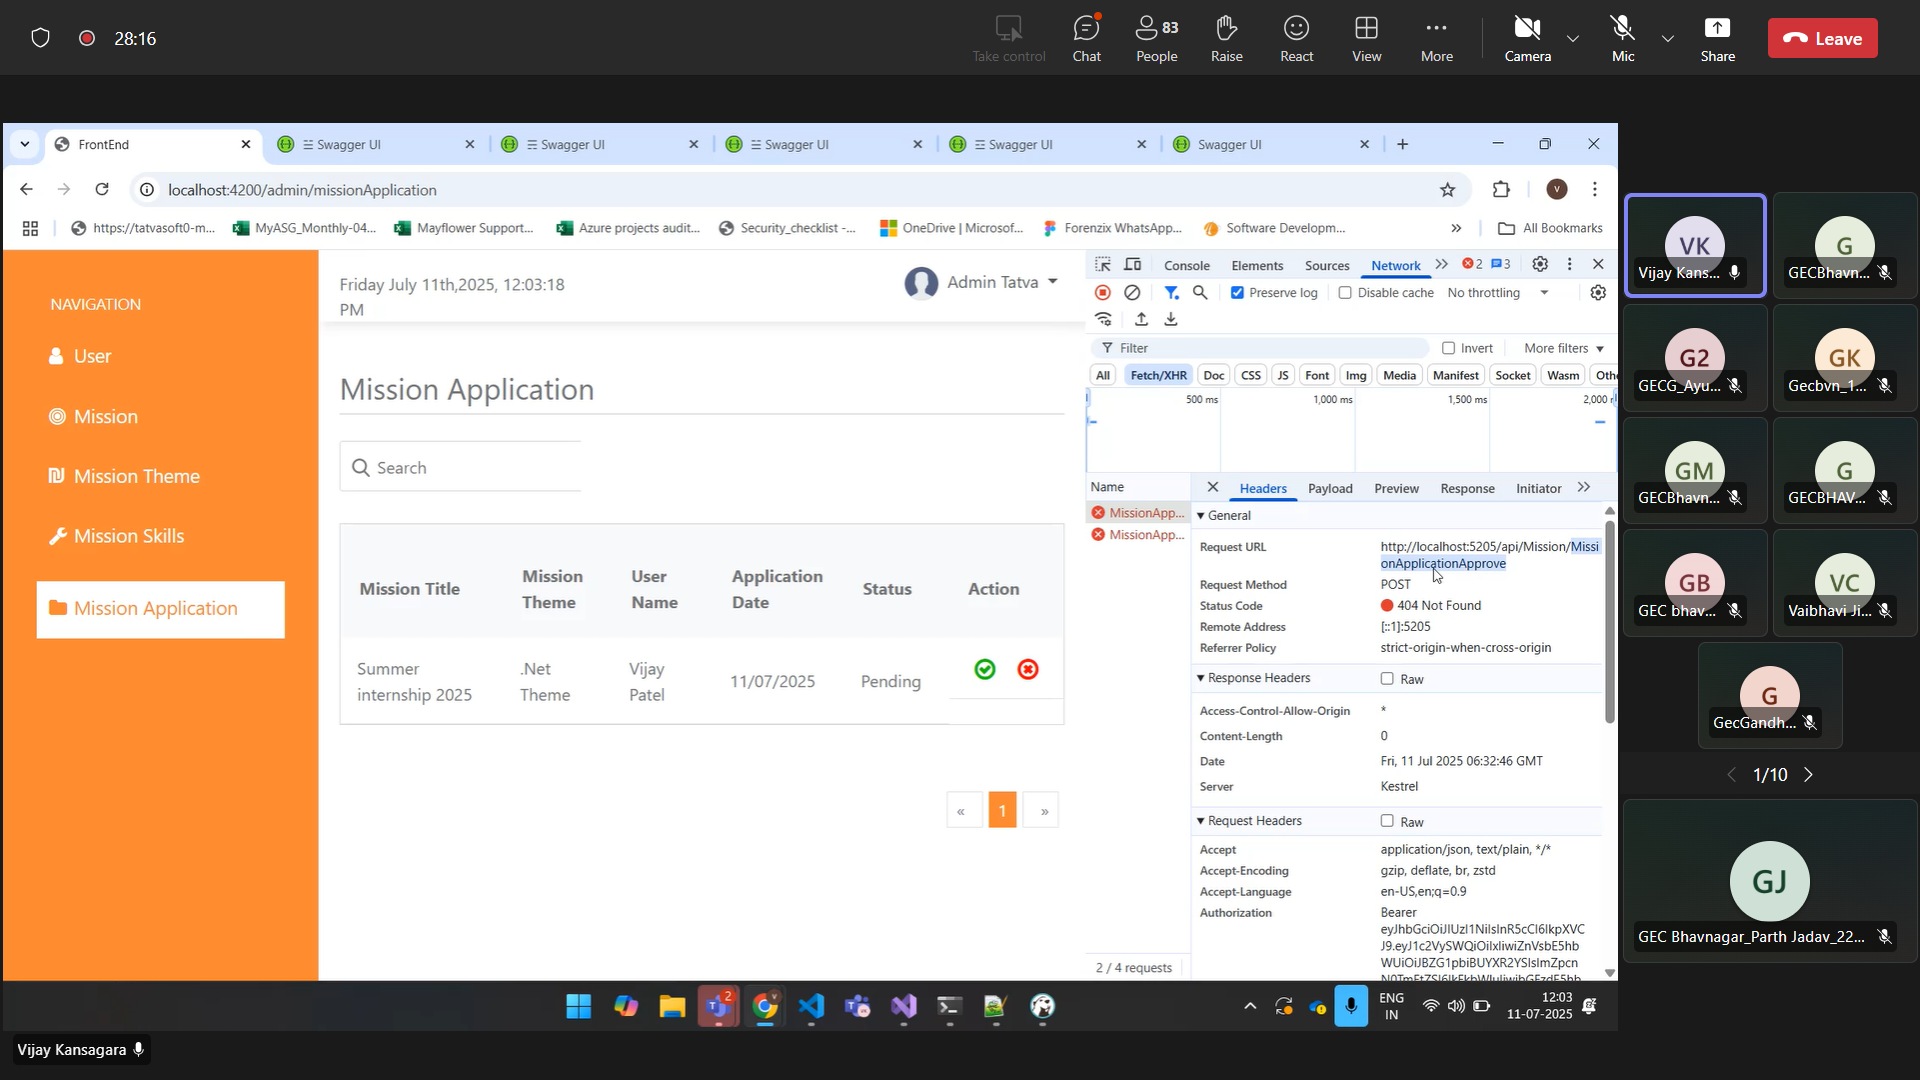 28:16
Take control
Chat
83
People
Raise
React
View
More
Camera
Mic
Share
Leave
FrontEnd
Swagger UI
Swagger UI
Swagger UI
Swagger UI
Swagger UI
localhost:4200/admin/missionApplication
V
https://tatvasoft0-m...
MyASG_Monthly-04...
Mayflower Support...
Azure projects audit...
Security_checklist -...
OneDrive | Microsof...
Forenzix WhatsApp...
Software Developm...
»
All Bookmarks
NAVIGATION
User
Mission
Mission Theme
Mission Skills
Mission Application
Friday July 11th,2025, 12:03:18
PM
Admin Tatva
Mission Application
Search
Mission Title
Mission
Theme
User
Name
Application
Date
Status
Action
Summer
internship 2025
.Net
Theme
Vijay
Patel
11/07/2025
Pending
«
1
»
Console
Elements
Sources
Network
2
3
Preserve log
Disable cache
No throttling
Filter
Invert
More filters
All
Fetch/XHR
Doc
CSS
JS
Font
Img
Media
Manifest
Socket
Wasm
Oth
500 ms
1,000 ms
1,500 ms
2,000
Name
Headers
Payload
Preview
Response
Initiator
MissionApp...
MissionApp...
General
Request URL
http://localhost:5205/api/Mission/Missi
onApplicationApprove
Request Method
POST
Status Code
404 Not Found
Remote Address
[::1]:5205
Referrer Policy
strict-origin-when-cross-origin
Response Headers
Raw
Access-Control-Allow-Origin
*
Content-Length
0
Date
Fri, 11 Jul 2025 06:32:46 GMT
Server
Kestrel
Request Headers
Raw
Accept
application/json, text/plain, */*
Accept-Encoding
gzip, deflate, br, zstd
Accept-Language
en-US,en;q=0.9
Authorization
Bearer
2 / 4 requests
VK
Vijay Kans...
G
GECBhavn...
G2
GECG_Ayu...
GK
Gecbvn_1...
GM
GECBhavn...
G
GECBHAV...
GB
GEC bhav...
VC
Vaibhavi Ji...
G
GecGandh...
1/10
GJ
GEC Bhavnagar_Parth Jadav_22...
2
ENG
IN
12:03
11-07-2025
Vijay Kansagara